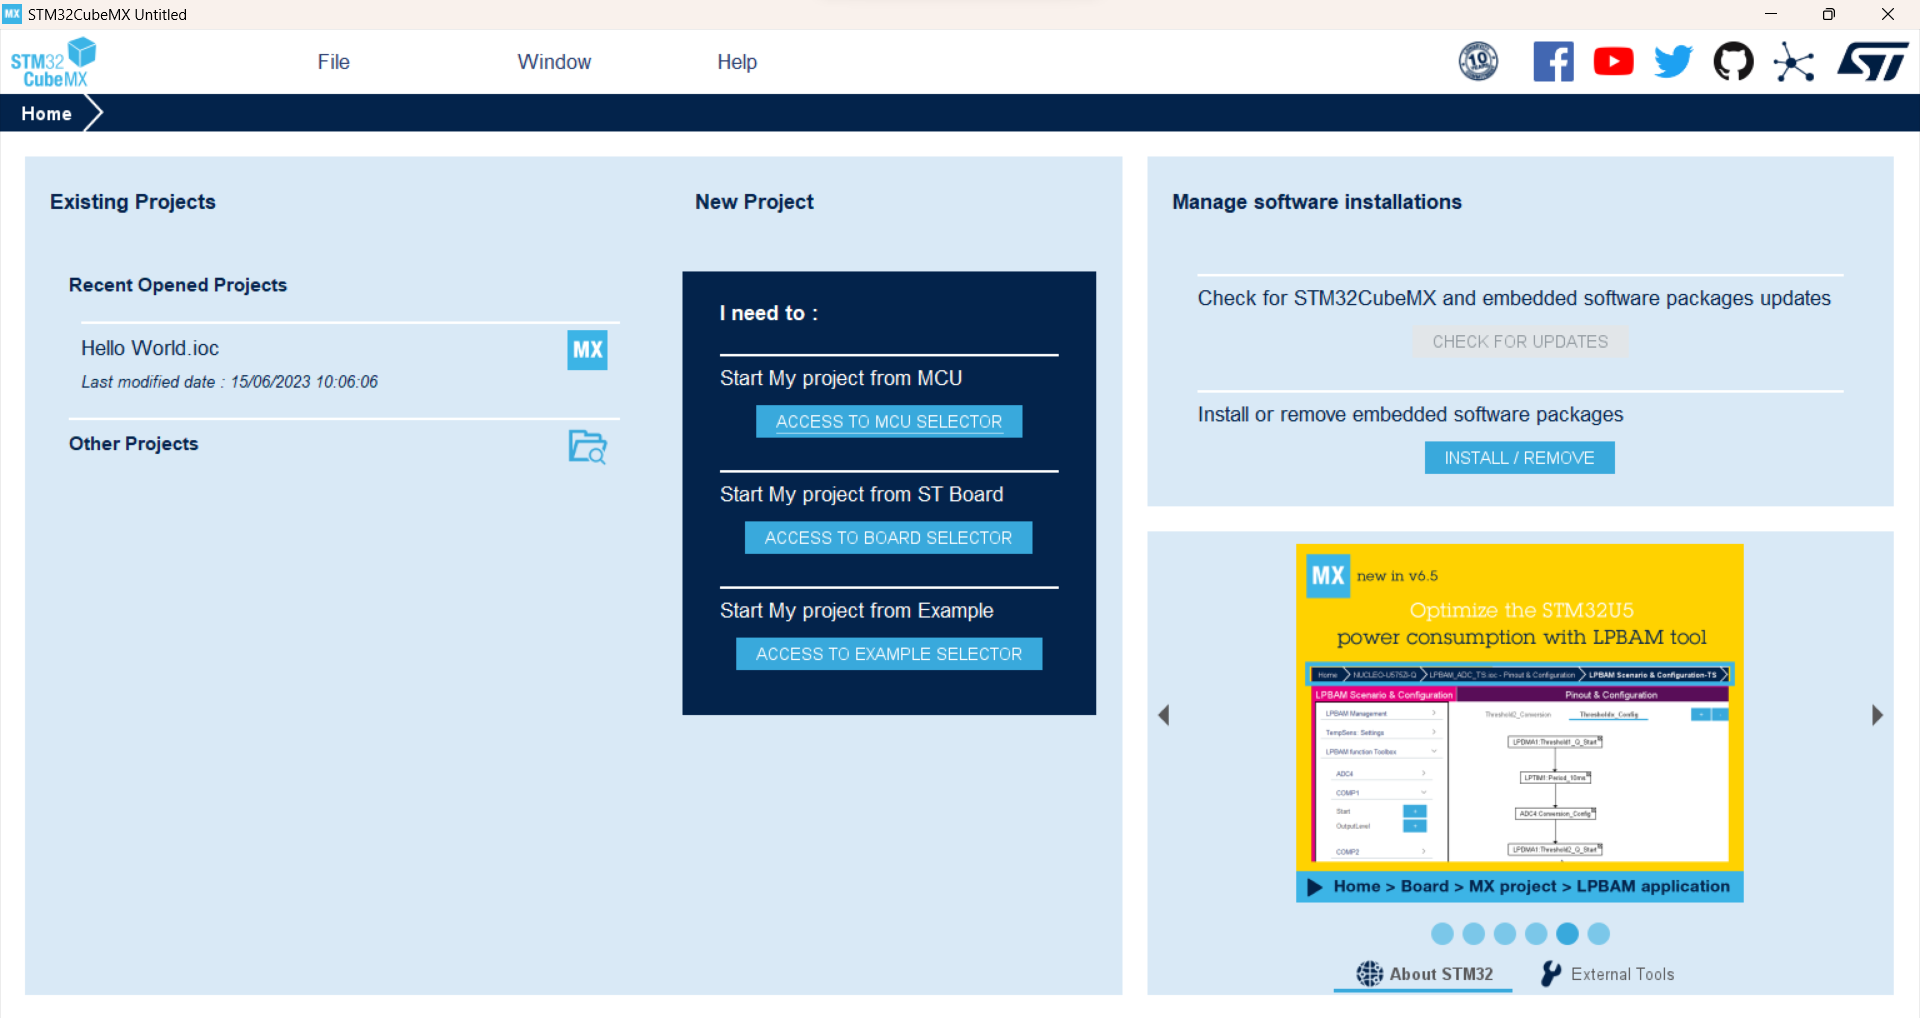 MX STM32CubeMX Untitled
STM32
CubeMX
File
Window
Help
10
Home
Existing Projects
Recent Opened Projects
Hello World.ioc
MX
Last modified date : 15/06/2023 10:06:06
Other Projects
New Project
I need to :
Start My project from MCU
ACCESS TO MCU SELECTOR
Start My project from ST Board
ACCESS TO BOARD SELECTOR
Start My project from Example
ACCESS TO EXAMPLE SELECTOR
Manage software installations
Check for STM32CubeMX and embedded software packages updates
CHECK FOR UPDATES
Install or remove embedded software packages
INSTALL / REMOVE
MX new in v6.5
Optimize the STM32U5
power consumption with LPBAM tool
Home NUCLEO-U575ZI-Q LPBAM_ADC_TS.ioc - Pinout & Configuration LPBAM Scenario & Configuration-TS
LPBAM Scenario & Configuration
Pinout & Configuration
LPBAM Management
TempSens: Settings
LPBAM function Toolbox
ADC4
COMP1
Start
OutputLevel
COMP2
Threshold2_Conversion
Thresholds_Config
LPDMA1:Threshold1_Q_Start
LPTIM1:Period_10ms
ADC4:Conversion_Config
LPDMA1:Threshold2_Q_Start
Home > Board > MX project > LPBAM application
About STM32
External Tools